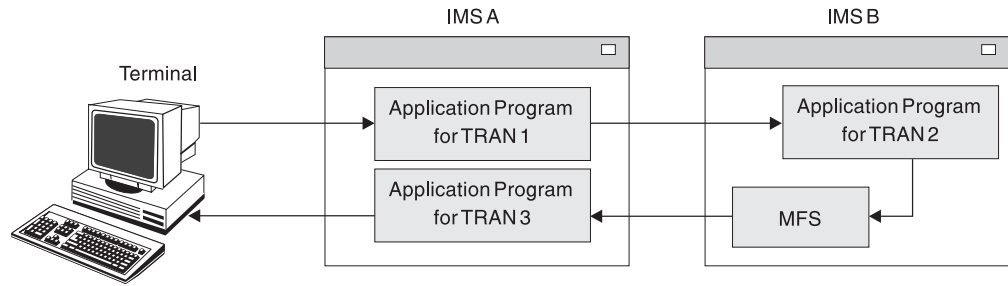 IMS A
IMS B
Terminal
Application Program
for TRAN 1
Application Program
for TRAN 2
Application Program
for TRAN 3
MFS